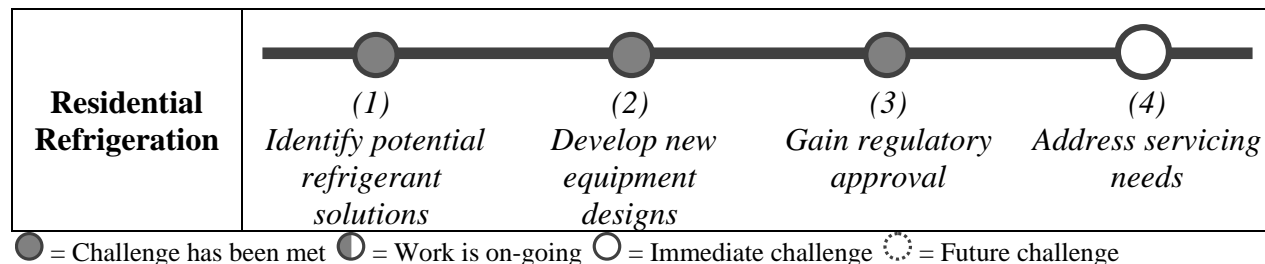 Residential
Refrigeration
(1)
Identify potential
refrigerant
solutions
(2)
Develop new
equipment
designs
(3)
Gain regulatory
approval
(4)
Address servicing
needs
= Challenge has been met = Work is on-going = Immediate challenge = Future challenge